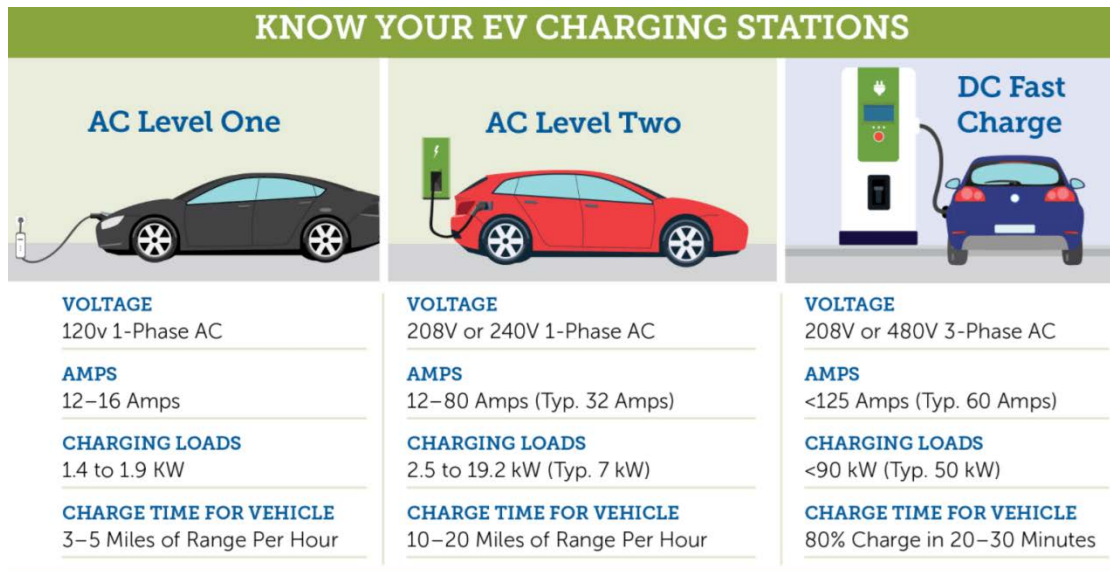 KNOW YOUR EV CHARGING STATIONS
AC Level One
VOLTAGE
120v 1-Phase AC
AMPS
12–16 Amps
CHARGING LOADS
1.4 to 1.9 KW
CHARGE TIME FOR VEHICLE
3–5 Miles of Range Per Hour
AC Level Two
VOLTAGE
208V or 240V 1-Phase AC
AMPS
12–80 Amps (Typ. 32 Amps)
CHARGING LOADS
2.5 to 19.2 kW (Typ. 7 kW)
CHARGE TIME FOR VEHICLE
10–20 Miles of Range Per Hour
DC Fast
Charge
VOLTAGE
208V or 480V 3-Phase AC
AMPS
<125 Amps (Typ. 60 Amps)
CHARGING LOADS
<90 kW (Typ. 50 kW)
CHARGE TIME FOR VEHICLE
80% Charge in 20–30 Minutes